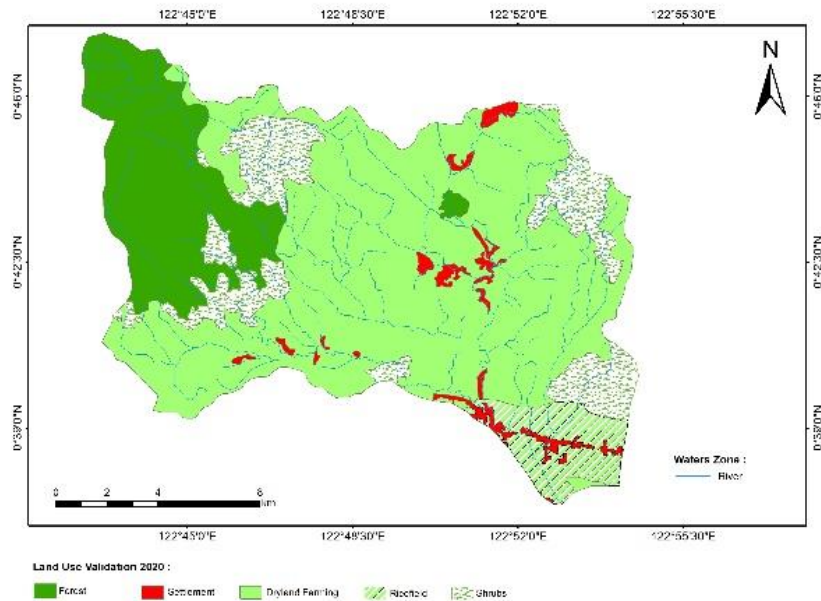 122°45'0"E 122°48'30"E 122°52'0"E 122°55'30"E
N
0°46'0"N 0°46'0"N
0°42'30"N 0°42'30"N
0°39'0"N 0°39'0"N
Waters Zone :
River
0 2 4 8
km
122°45'0"E 122°48'30"E 122°52'0"E 122°55'30"E
Land Use Validation 2020 :
Forest Settlement Dryland Farming Ricefield Shrubs